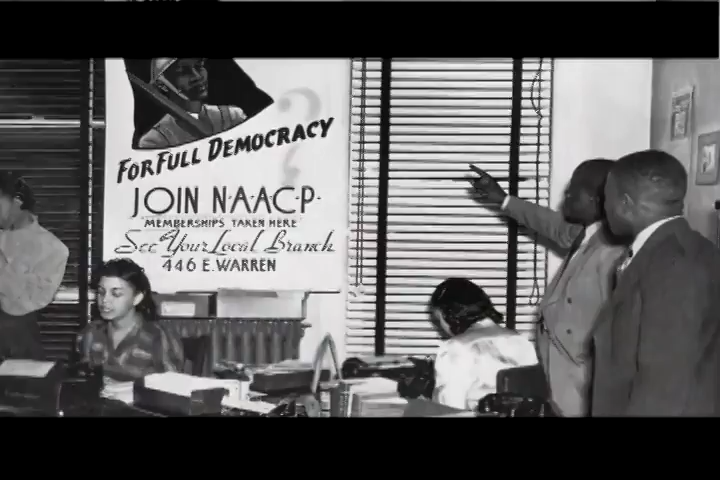 ?
FOR FULL DEMOCRACY
JOIN N·A·A·C·P·
MEMBERSHIPS TAKEN HERE
See Your Local Branch
446 E. WARREN